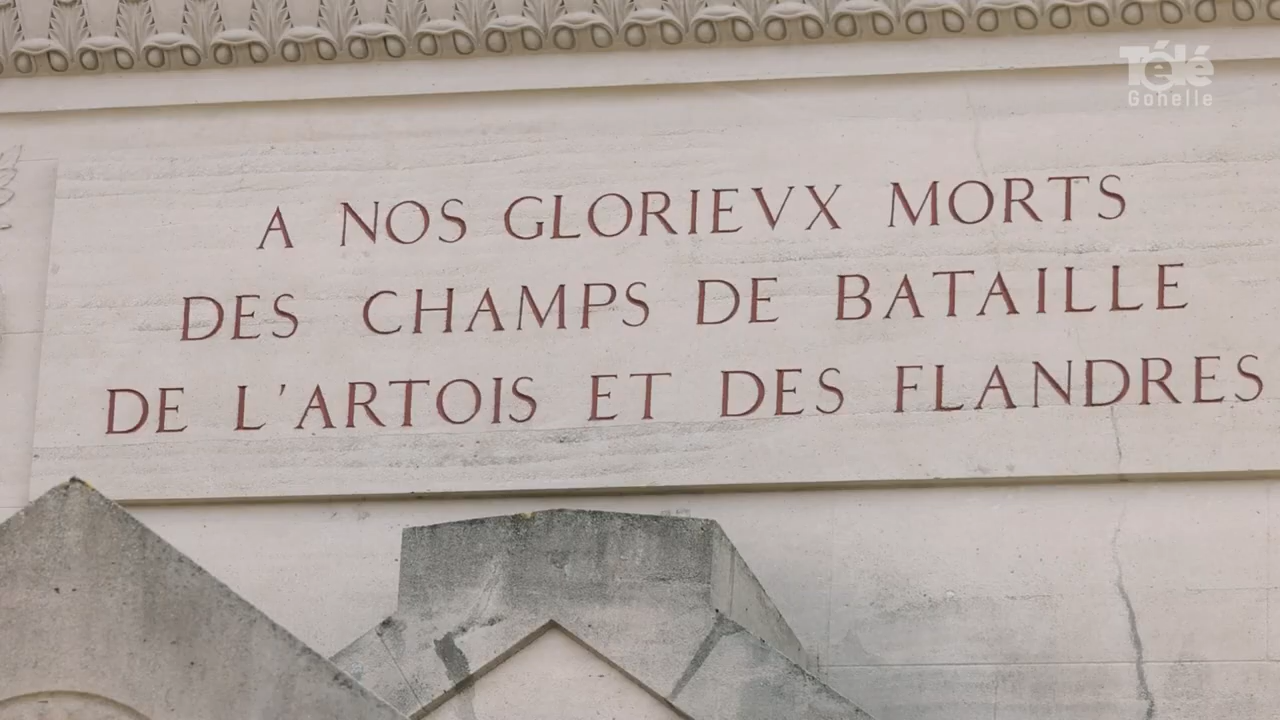 Télé
Gohelle
A NOS GLORIEVX MORTS
DES CHAMPS DE BATAILLE
DE L'ARTOIS ET DES FLANDRES